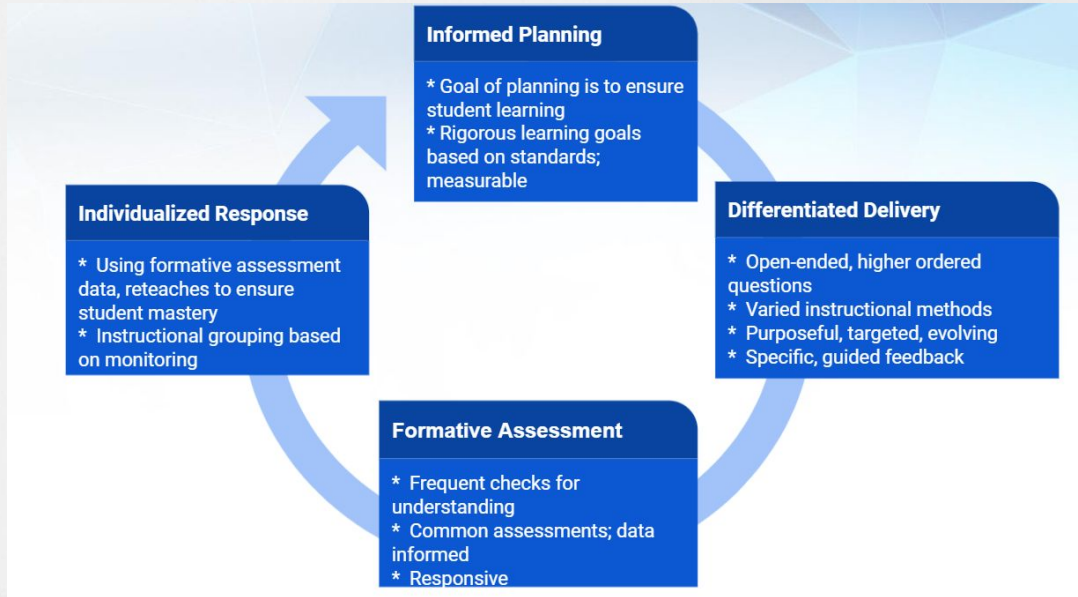 Informed Planning
* Goal of planning is to ensure
student learning
* Rigorous learning goals
based on standards;
measurable
Individualized Response
* Using formative assessment
data, reteaches to ensure
student mastery
* Instructional grouping based
on monitoring
Differentiated Delivery
* Open-ended, higher ordered
questions
* Varied instructional methods
* Purposeful, targeted, evolving
* Specific, guided feedback
Formative Assessment
* Frequent checks for
understanding
* Common assessments; data
informed
* Responsive